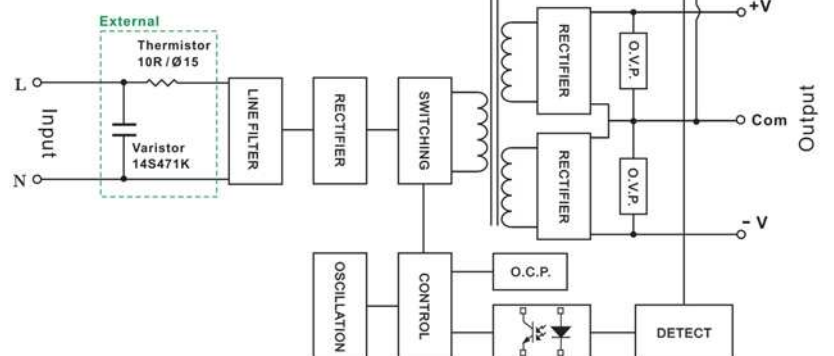 External
Thermistor
10R/Ø15
L
Input
Varistor
14S471K
N
LINE FILTER
RECTIFIER
SWITCHING
RECTIFIER
RECTIFIER
O.V.P.
O.V.P.
+V
Com
- V
Output
OSCILLATION
CONTROL
O.C.P.
DETECT